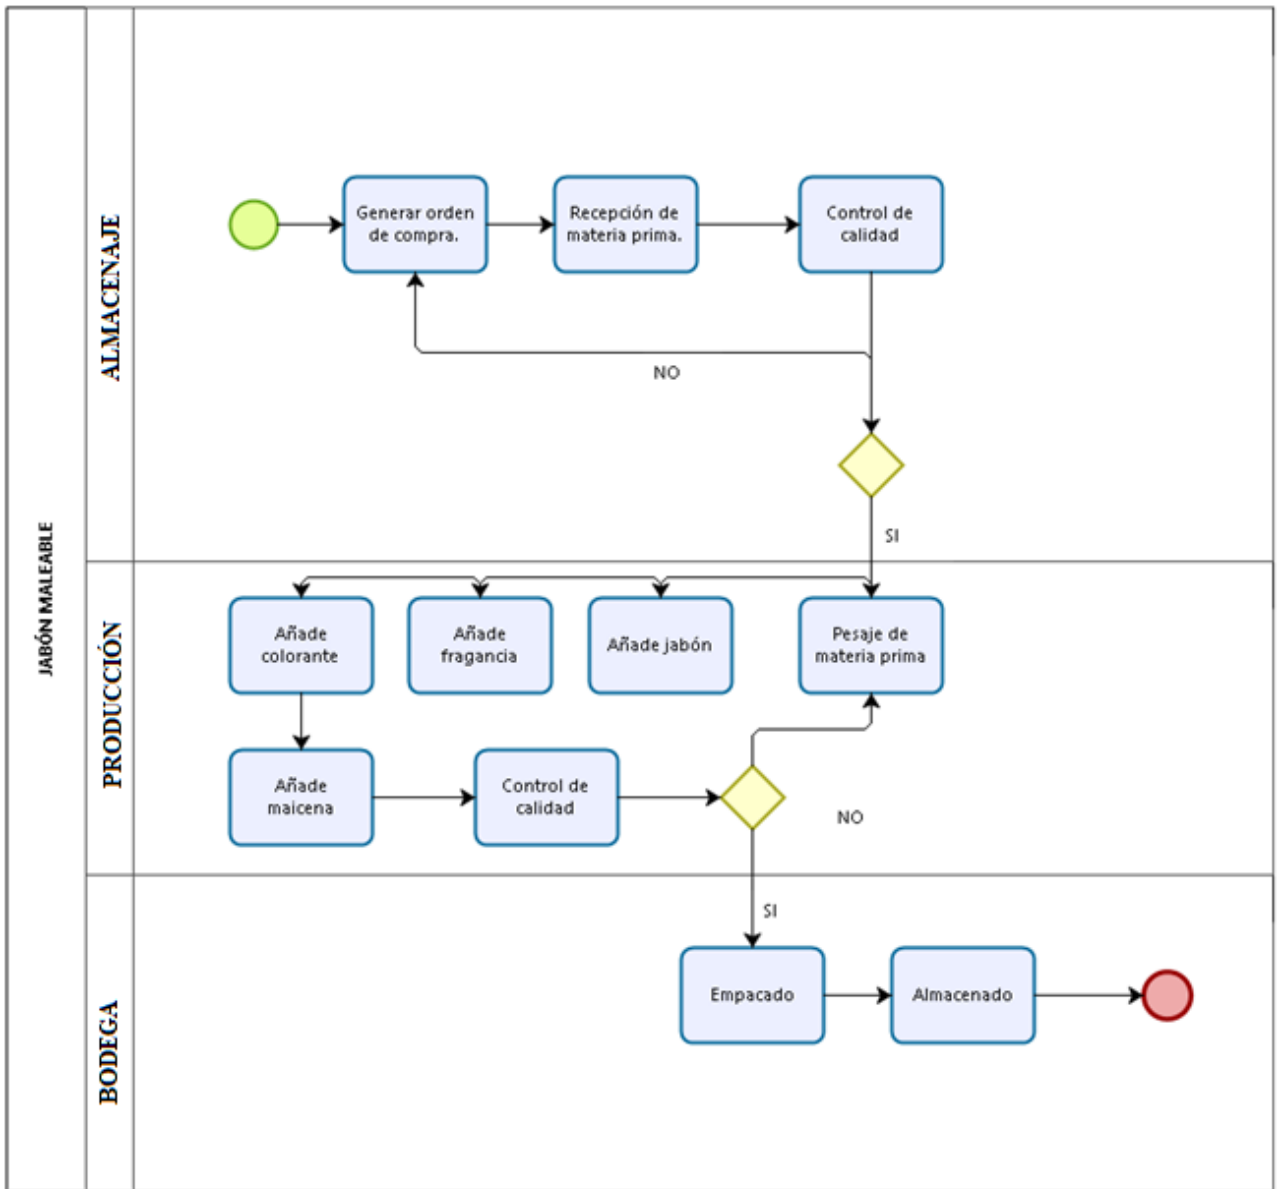 JABÓN MALEABLE
ALMACENAJE
Generar orden
de compra.
Recepción de
materia prima.
Control de
calidad
NO
SI
PRODUCCIÓN
Añade
colorante
Añade
fragancia
Añade jabón
Pesaje de
materia prima
Añade
maicena
Control de
calidad
NO
BODEGA
SI
Empacado
Almacenado